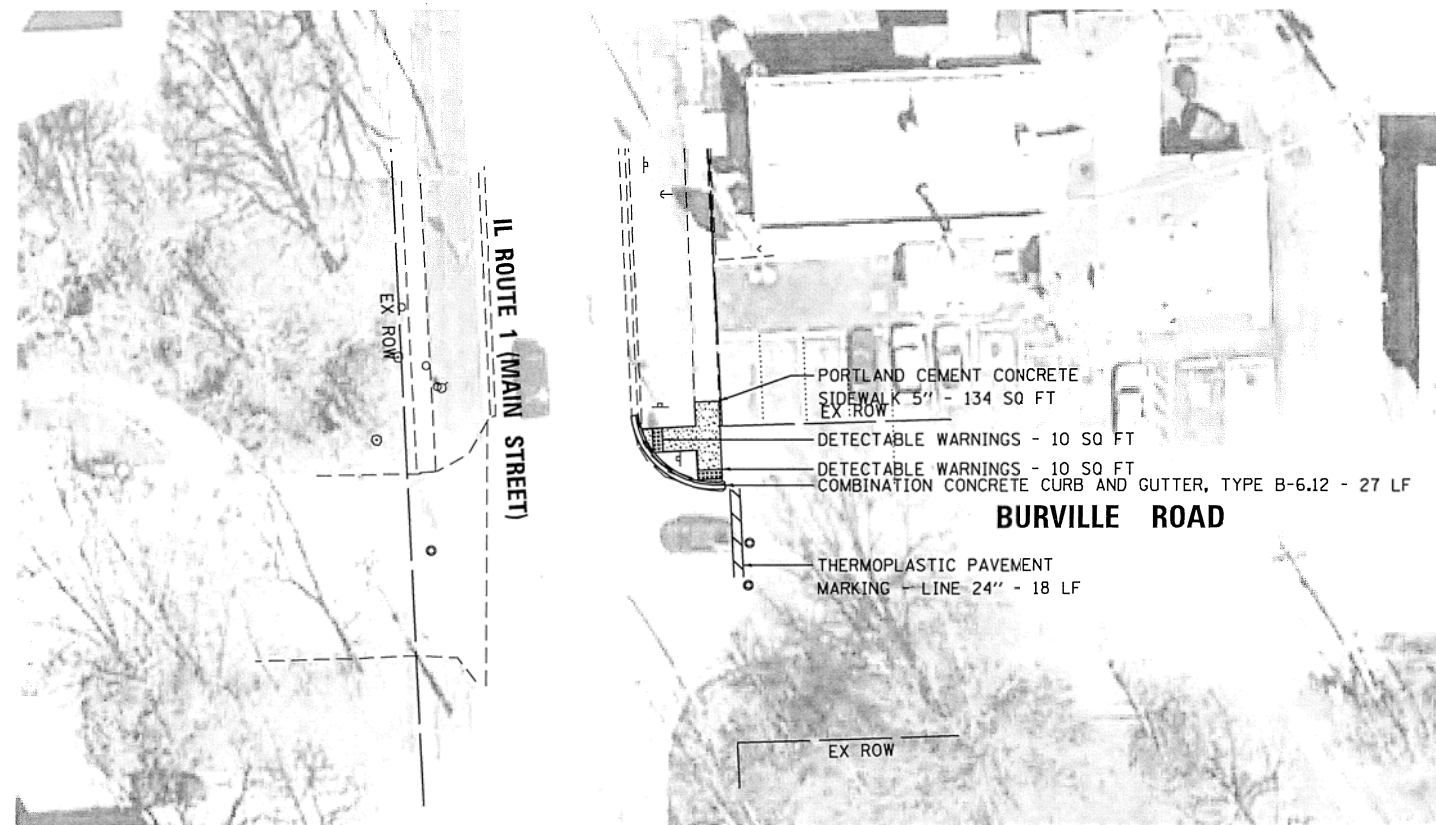 IL ROUTE 1 (MAIN STREET)
EX ROW
PORTLAND CEMENT CONCRETE
SIDEWALK 5" - 134 SQ FT
EX ROW
DETECTABLE WARNINGS - 10 SQ FT
DETECTABLE WARNINGS - 10 SQ FT
COMBINATION CONCRETE CURB AND GUTTER, TYPE B-6.12 - 27 LF
BURVILLE ROAD
THERMOPLASTIC PAVEMENT
MARKING - LINE 24" - 18 LF
EX ROW